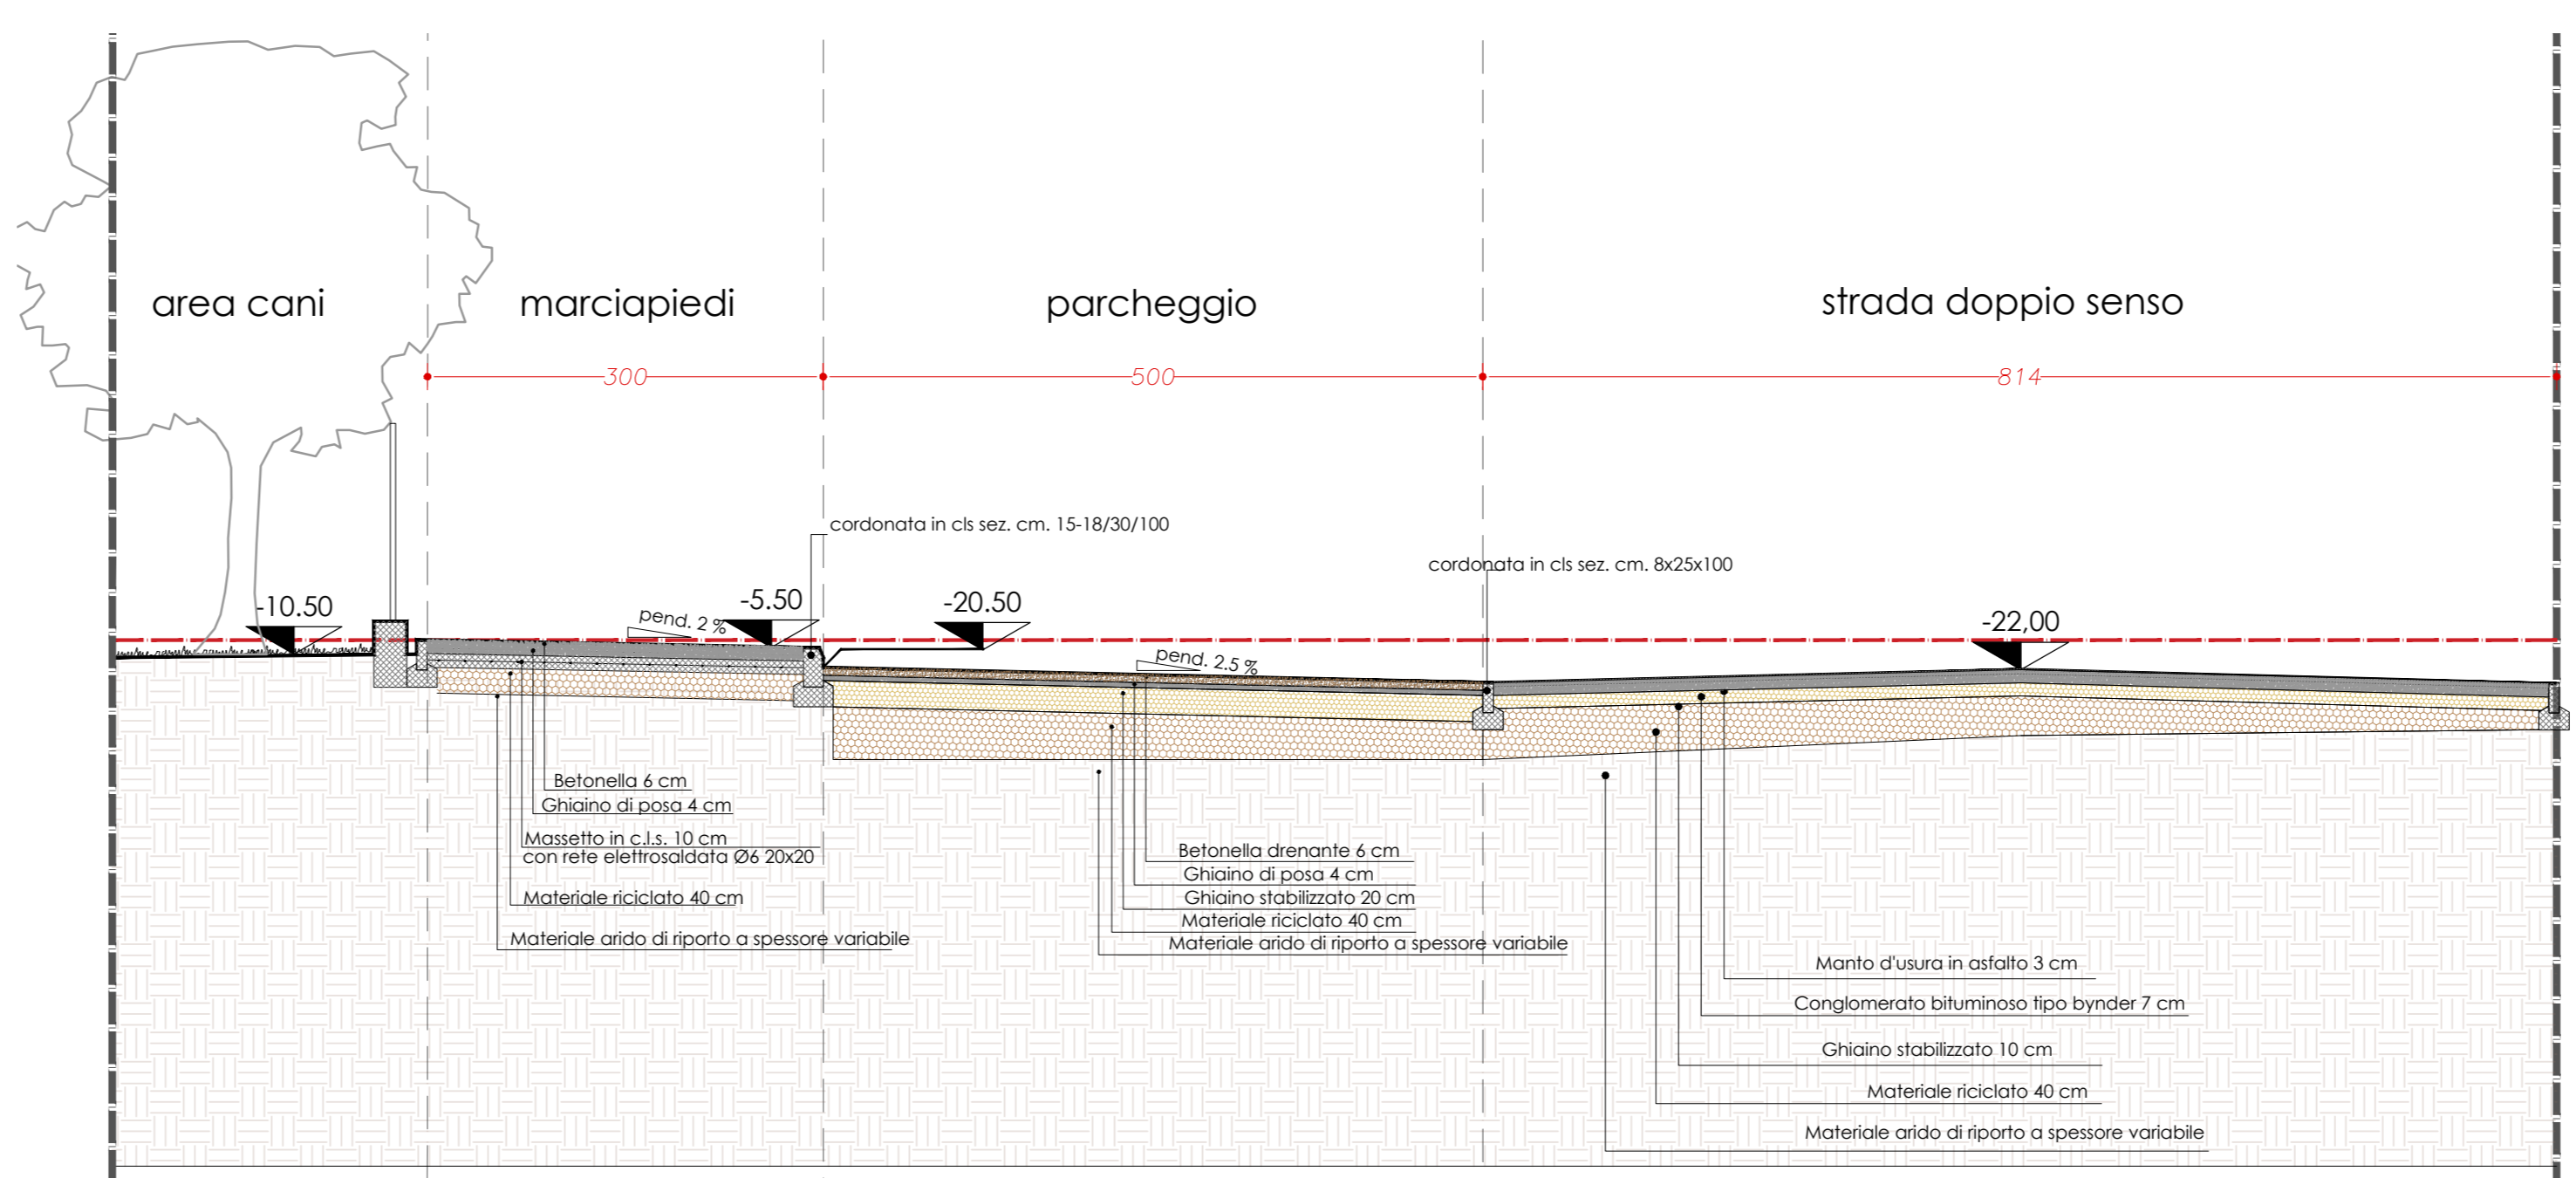 area cani
marciapiedi
parcheggio
strada doppio senso
300
500
814
cordonata in cls sez. cm. 15-18/30/100
cordonata in cls sez. cm. 8x25x100
-10.50
pend. 2 %
-5.50
-20.50
pend. 2.5 %
-22,00
Betonella 6 cm
Ghiaino di posa 4 cm
Massetto in c.l.s. 10 cm
con rete elettrosaldata Ø6 20x20
Materiale riciclato 40 cm
Materiale arido di riporto a spessore variabile
Betonella drenante 6 cm
Ghiaino di posa 4 cm
Ghiaino stabilizzato 20 cm
Materiale riciclato 40 cm
Materiale arido di riporto a spessore variabile
Manto d'usura in asfalto 3 cm
Conglomerato bituminoso tipo bynder 7 cm
Ghiaino stabilizzato 10 cm
Materiale riciclato 40 cm
Materiale arido di riporto a spessore variabile